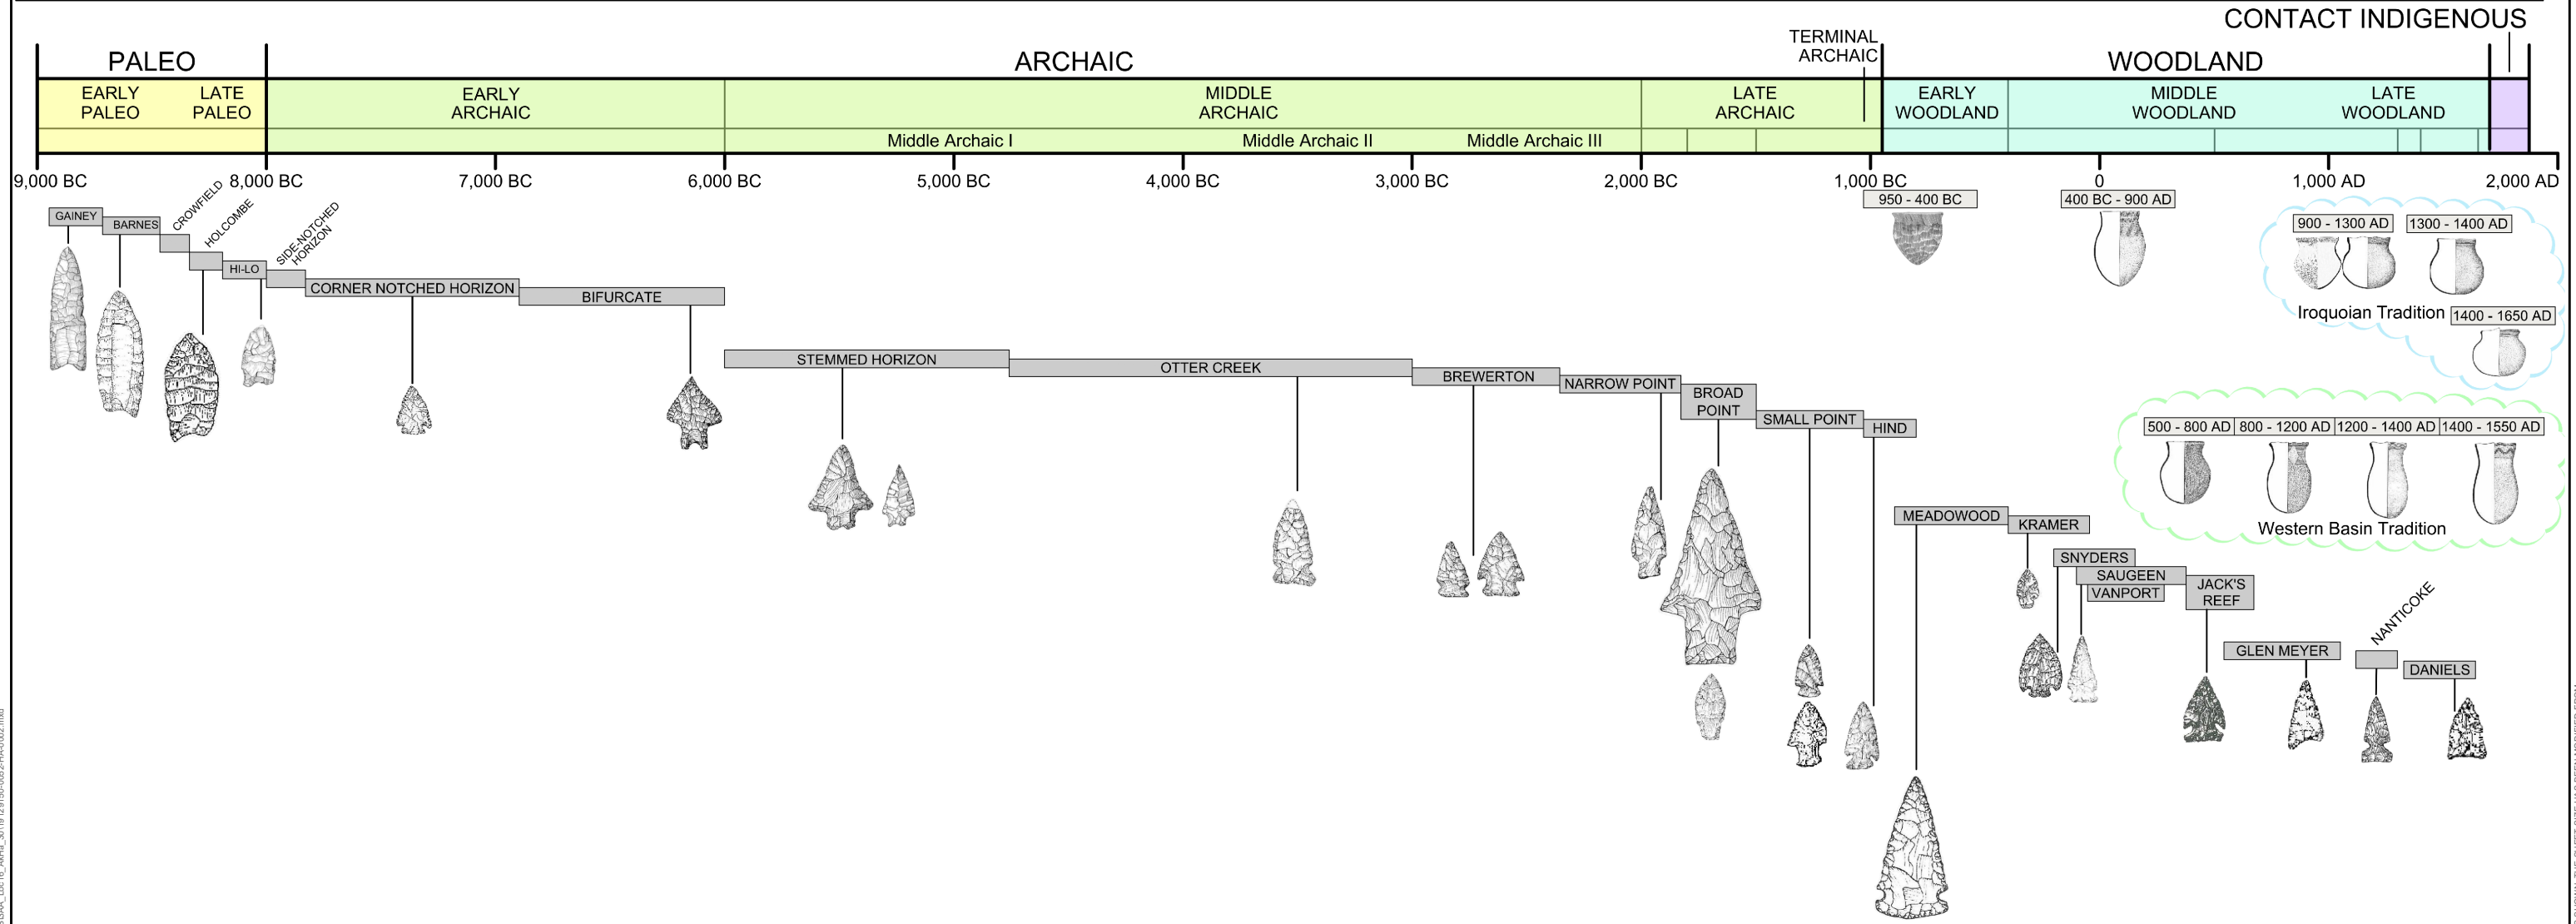 CONTACT INDIGENOUS
TERMINAL
ARCHAIC
PALEO
ARCHAIC
WOODLAND
EARLY
PALEO
LATE
PALEO
EARLY
ARCHAIC
MIDDLE
ARCHAIC
LATE
ARCHAIC
EARLY
WOODLAND
MIDDLE
WOODLAND
LATE
WOODLAND
Middle Archaic I
Middle Archaic II
Middle Archaic III
9,000 BC
8,000 BC
7,000 BC
6,000 BC
5,000 BC
4,000 BC
3,000 BC
2,000 BC
1,000 BC
0
1,000 AD
2,000 AD
GAINEY
BARNES
CROWFIELD
HOLCOMBE
HI-LO
SIDE-NOTCHED
HORIZON
CORNER NOTCHED HORIZON
BIFURCATE
STEMMED HORIZON
OTTER CREEK
BREWERTON
NARROW POINT
BROAD
POINT
SMALL POINT
HIND
950 - 400 BC
400 BC - 900 AD
900 - 1300 AD
1300 - 1400 AD
Iroquoian Tradition
1400 - 1650 AD
500 - 800 AD
800 - 1200 AD
1200 - 1400 AD
1400 - 1550 AD
Western Basin Tradition
MEADOWOOD
KRAMER
SNYDERS
SAUGEEN
VANPORT
JACK'S
REEF
GLEN MEYER
NANTICOKE
DANIELS